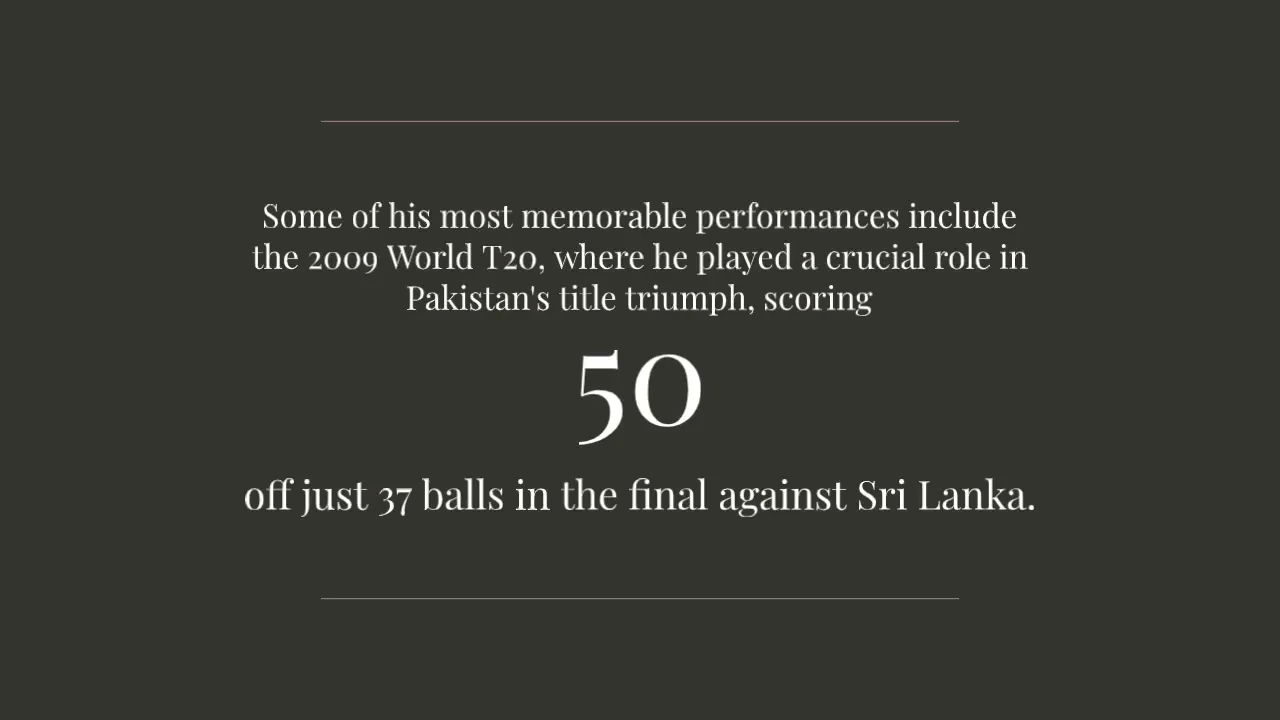 Some of his most memorable performances include
the 2009 World T20, where he played a crucial role in
Pakistan's title triumph, scoring
50
off just 37 balls in the final against Sri Lanka.